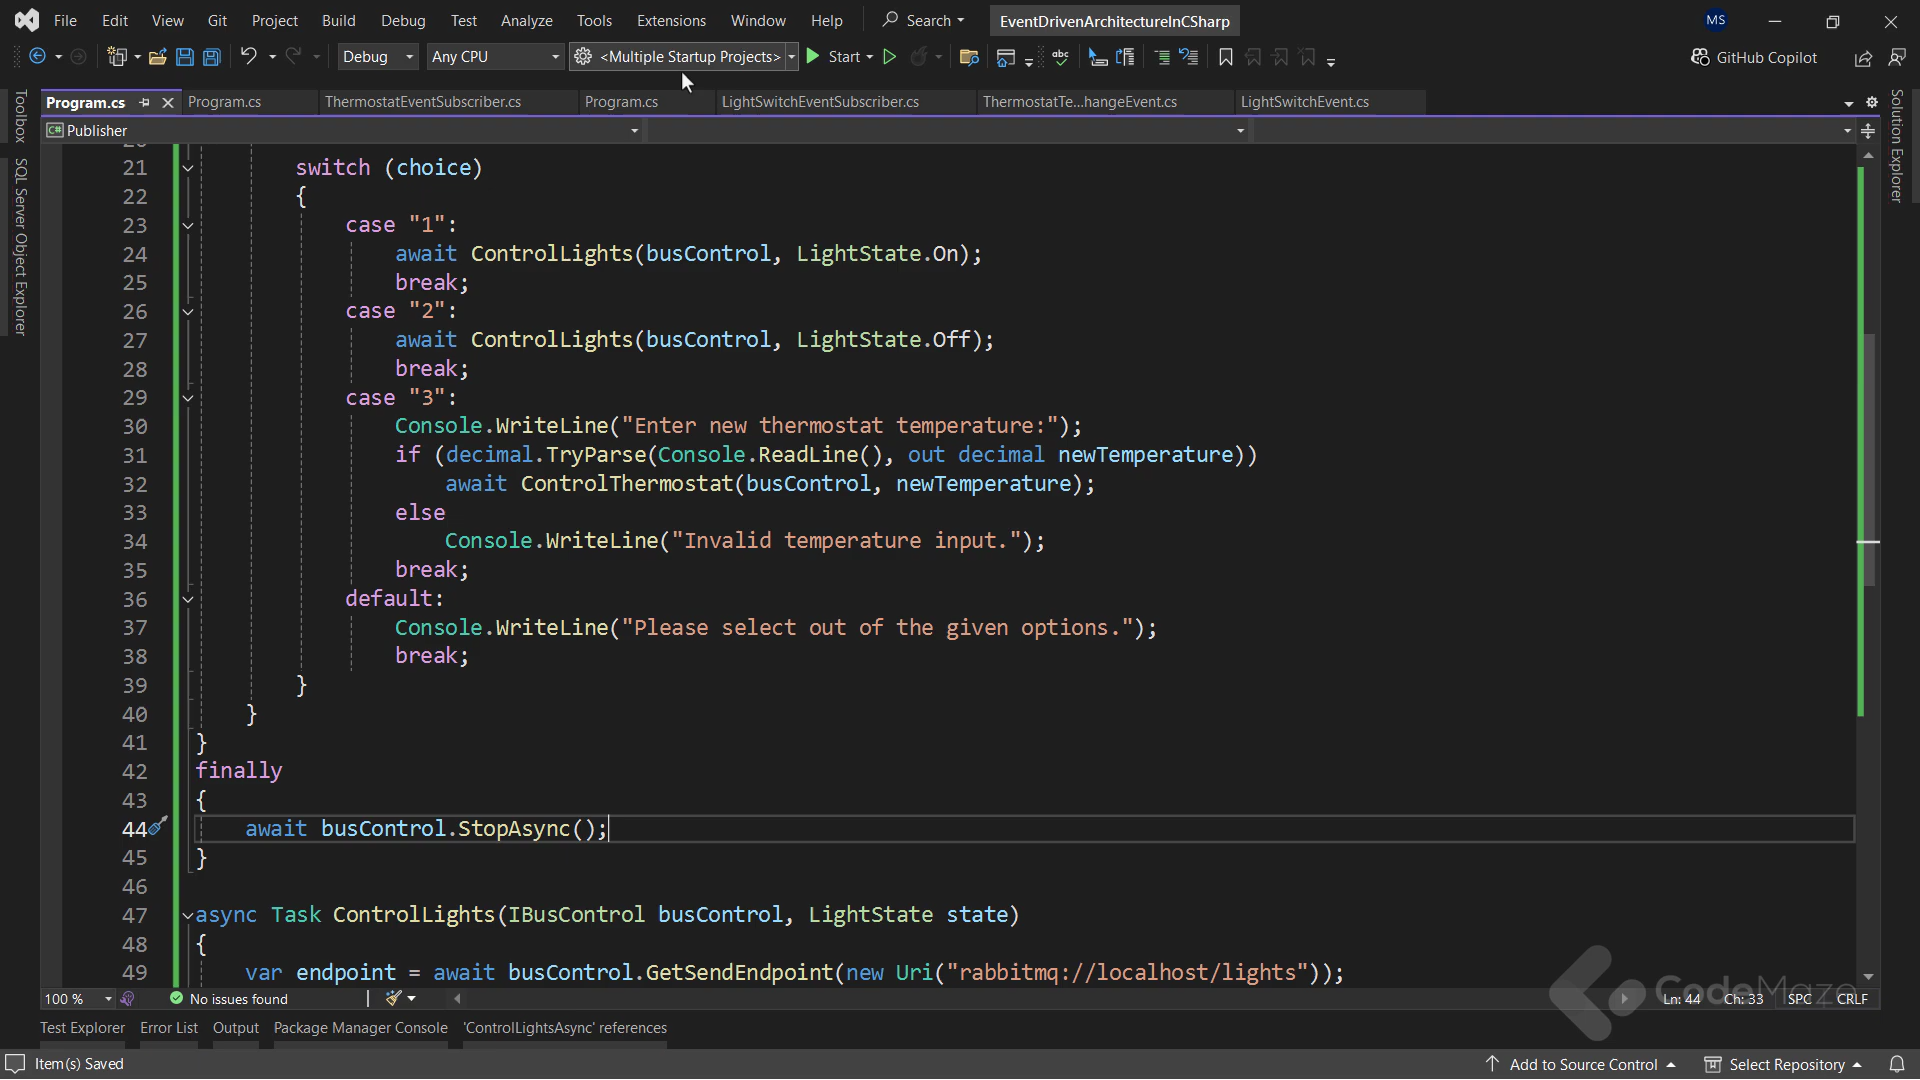 File Edit View Git Project Build Debug Test Analyze Tools Extensions Window Help Search EventDrivenArchitectureInCSharp MS
Debug Any CPU <Multiple Startup Projects> Start abc GitHub Copilot
Program.cs Program.cs ThermostatEventSubscriber.cs Program.cs LightSwitchEventSubscriber.cs ThermostatTe...hangeEvent.cs LightSwitchEvent.cs
C# Publisher
Toolbox
SQL Server Object Explorer
Solution Explorer
21 switch (choice)
22 {
23 case "1":
24 await ControlLights(busControl, LightState.On);
25 break;
26 case "2":
27 await ControlLights(busControl, LightState.Off);
28 break;
29 case "3":
30 Console.WriteLine("Enter new thermostat temperature:");
31 if (decimal.TryParse(Console.ReadLine(), out decimal newTemperature))
32 await ControlThermostat(busControl, newTemperature);
33 else
34 Console.WriteLine("Invalid temperature input.");
35 break;
36 default:
37 Console.WriteLine("Please select out of the given options.");
38 break;
39 }
40 }
41 }
42 finally
43 {
44 await busControl.StopAsync();
45 }
46
47 async Task ControlLights(IBusControl busControl, LightState state)
48 {
49 var endpoint = await busControl.GetSendEndpoint(new Uri("rabbitmq://localhost/lights"));
100 % No issues found Ln: 44 Ch: 33 SPC CRLF
CodeMaze
Test Explorer Error List Output Package Manager Console 'ControlLightsAsync' references
Item(s) Saved Add to Source Control Select Repository